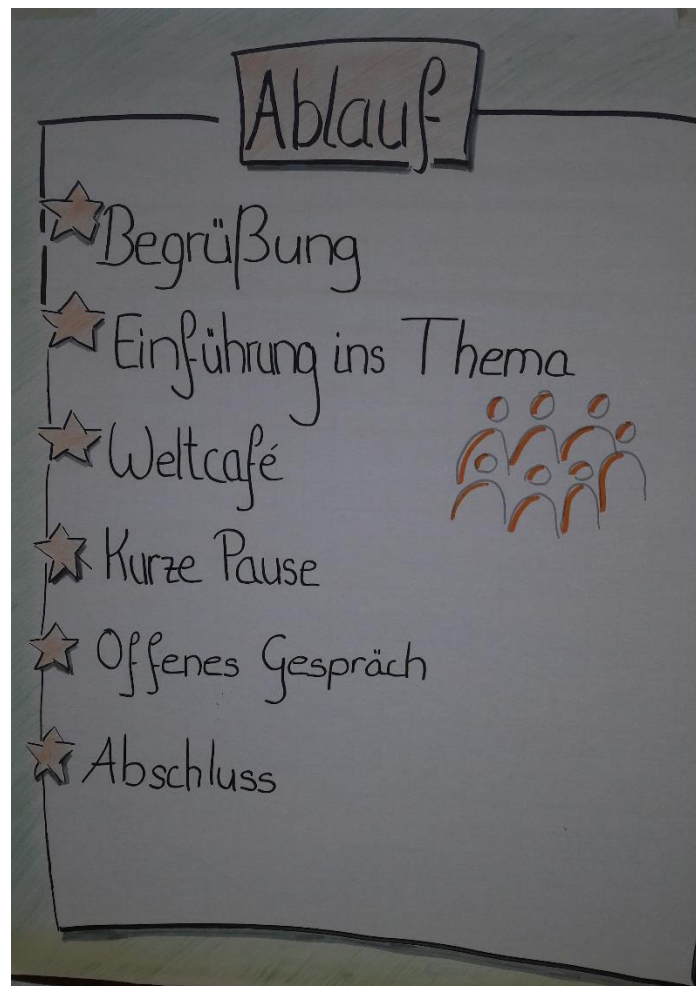 Ablauf
Begrüßung
Einführung ins Thema
Weltcafé
Kurze Pause
Offenes Gespräch
Abschluss